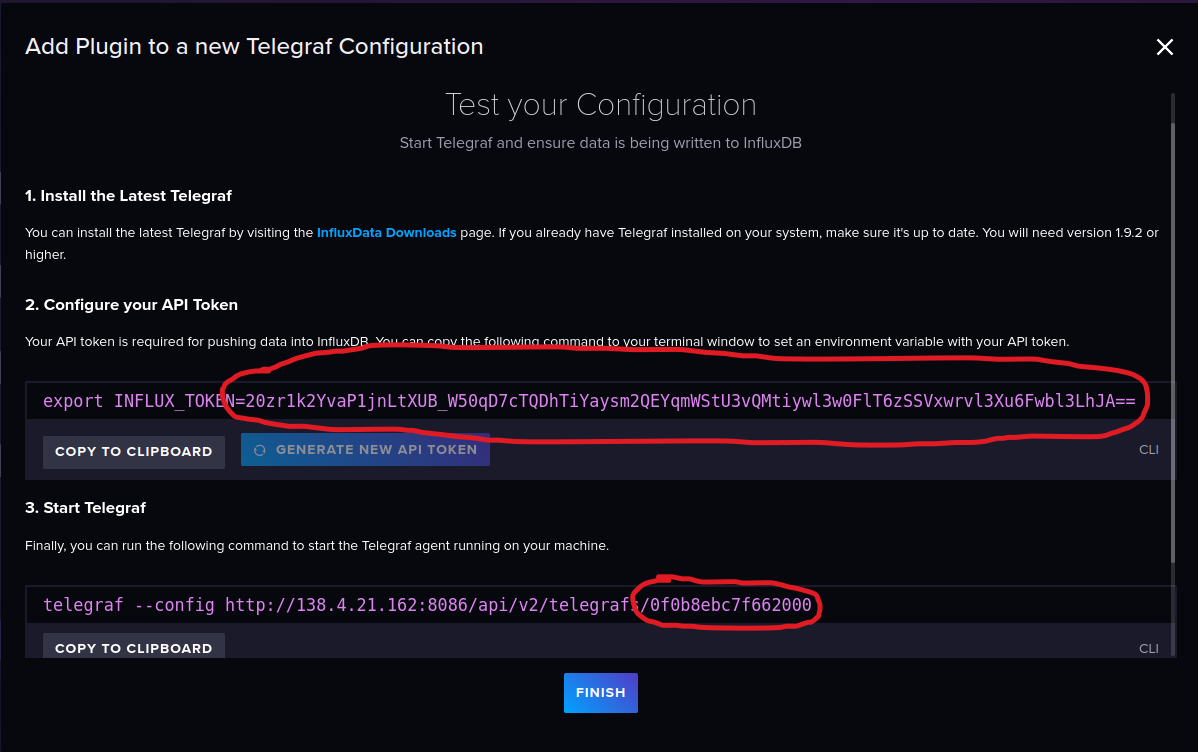 Add Plugin to a new Telegraf Configuration
Test your Configuration
Start Telegraf and ensure data is being written to InfluxDB
1. Install the Latest Telegraf
You can install the latest Telegraf by visiting the InfluxData Downloads page. If you already have Telegraf installed on your system, make sure it's up to date. You will need version 1.9.2 or
higher.
2. Configure your API Token
Your API token is required for pushing data into InfluxDB. You can copy the following command to your terminal window to set an environment variable with your API token.
export INFLUX_TOKEN=20zr1k2YvaP1jnLtXUB_W50qD7cTQDhTiYaysm2QEYqmWStU3vQMtiywl3w0FlT6zSSVxwrvl3Xu6Fwbl3LhJA==
COPY TO CLIPBOARD
GENERATE NEW API TOKEN
CLI
3. Start Telegraf
Finally, you can run the following command to start the Telegraf agent running on your machine.
telegraf --config http://138.4.21.162:8086/api/v2/telegrafs/0f0b8ebc7f662000
COPY TO CLIPBOARD
CLI
FINISH